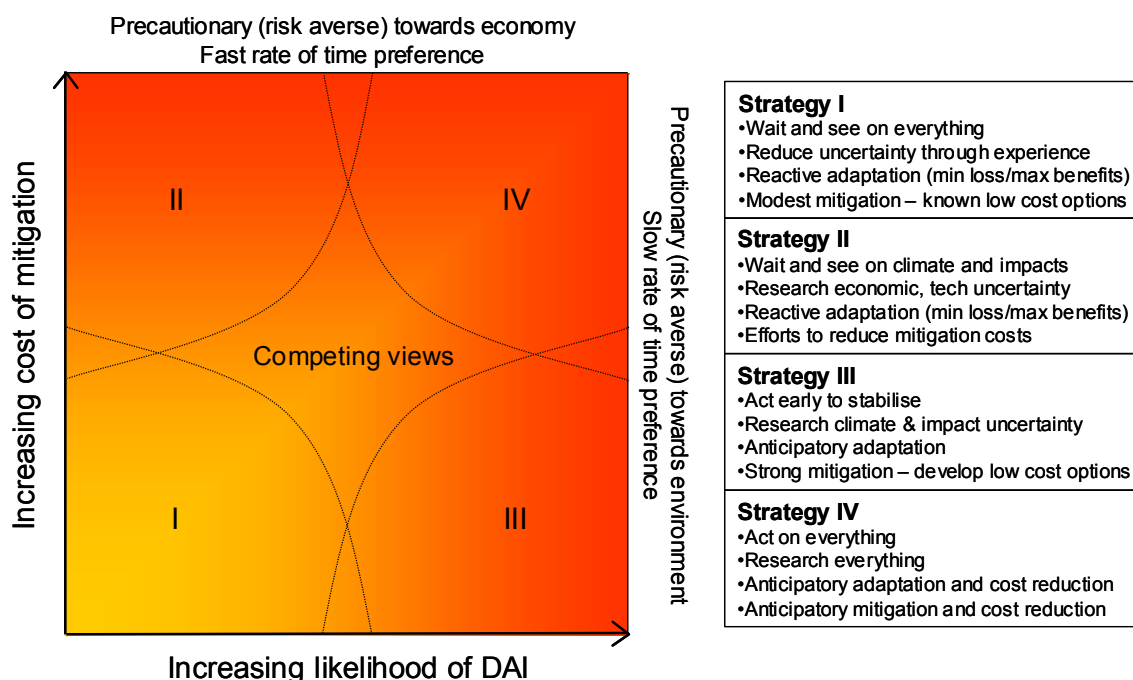 Precautionary (risk averse) towards economy
Fast rate of time preference
Increasing cost of mitigation
II
IV
Competing views
I
III
Increasing likelihood of DAI
Precautionary (risk averse) towards environment
Slow rate of time preference
Strategy I
•Wait and see on everything
•Reduce uncertainty through experience
•Reactive adaptation (min loss/max benefits)
•Modest mitigation – known low cost options
Strategy II
•Wait and see on climate and impacts
•Research economic, tech uncertainty
•Reactive adaptation (min loss/max benefits)
•Efforts to reduce mitigation costs
Strategy III
•Act early to stabilise
•Research climate & impact uncertainty
•Anticipatory adaptation
•Strong mitigation – develop low cost options
Strategy IV
•Act on everything
•Research everything
•Anticipatory adaptation and cost reduction
•Anticipatory mitigation and cost reduction